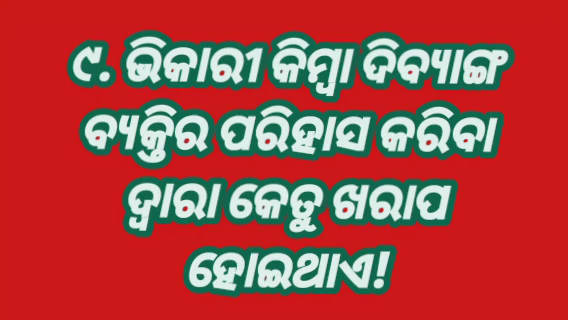 ୯. ଭିକାରୀ କିମ୍ବା ଦିବ୍ୟାଙ୍ଗ
ବ୍ୟକ୍ତିର ପରିହାସ କରିବା
ଦ୍ୱାରା କେତୁ ଖରାପ
ହୋଇଥାଏ!